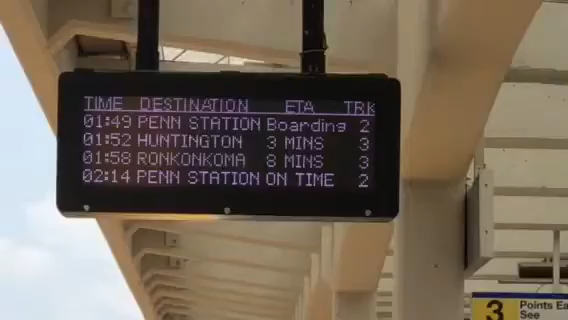 TIME DESTINATION ETA TRK
01:49 PENN STATION Boarding 2
01:52 HUNTINGTON 3 MINS 3
01:58 RONKONKOMA 8 MINS 3
02:14 PENN STATION ON TIME 2
3
Points
See